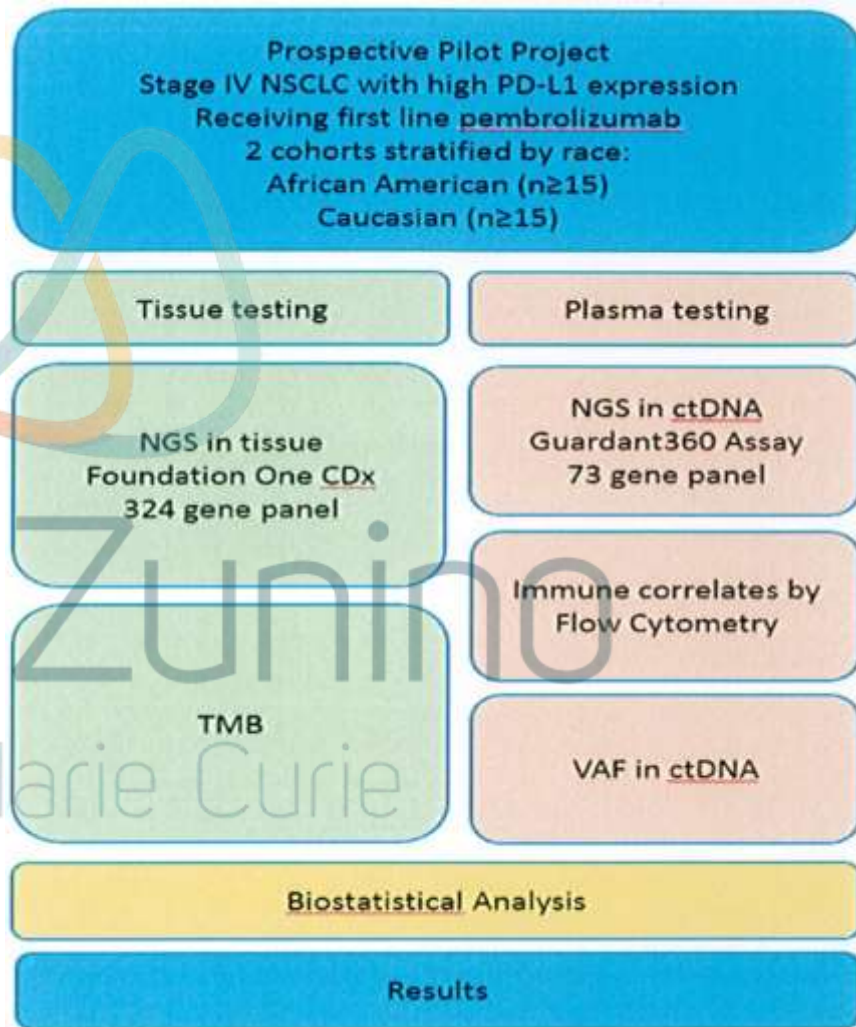 Prospective Pilot Project
Stage IV NSCLC with high PD-L1 expression
Receiving first line pembrolizumab
2 cohorts stratified by race:
African American (n≥15)
Caucasian (n≥15)
Tissue testing
Plasma testing
NGS in tissue
Foundation One CDx
324 gene panel
NGS in ctDNA
Guardant360 Assay
73 gene panel
Immune correlates by
Flow Cytometry
Zunino
TMB
VAF in ctDNA
arie Curie
Biostatistical Analysis
Results